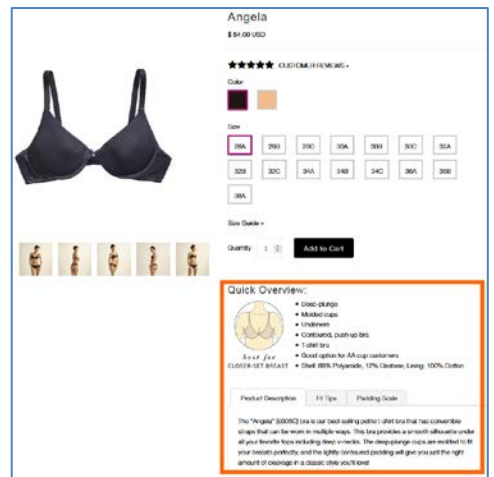 Angela
USD
CUSTOMER REVIEWS
Color
Size
28A 28B 28C 30A 30B 30C 32A
32B 32C 34A 34B 34C 36A 36B
38A
Size Guide
Quantity 1 Add to Cart
Quick Overview:
• Deep-plunge
• Molded cups
• Underwire
• Contoured, push up bra
• T-shirt bra
• Good option for AA cup customers
• Shell: 88% Polyamide, 12% Elastane; Lining: 100% Cotton
best for
CLOSER-SET BREAST
Product Description Fit Tips Padding Scale
The "Angela" bra is our best-selling petite t-shirt bra that has convertible
straps that can be worn in multiple ways. This bra provides a smooth silhouette under
all your favorite tops including deep v-necks. The deep-plunge cups are molded to fit
your breasts perfectly, and the lightly contoured padding will give you just the right
amount of cleavage in a classic style you'll love!